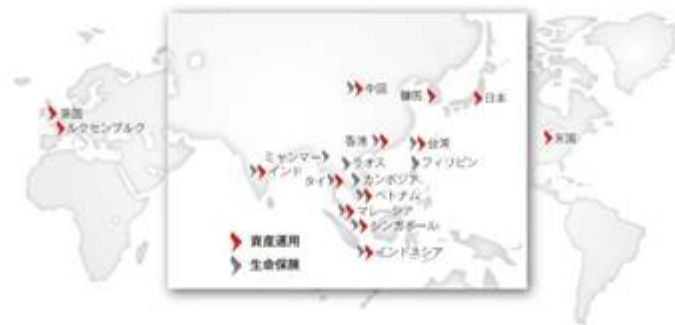 中国
韓国
日本
英国
ルクセンブルク
米国
香港
台湾
ミャンマー
ラオス
フィリピン
インド
タイ
カンボジア
ベトナム
マレーシア
シンガポール
インドネシア
資産運用
生命保険